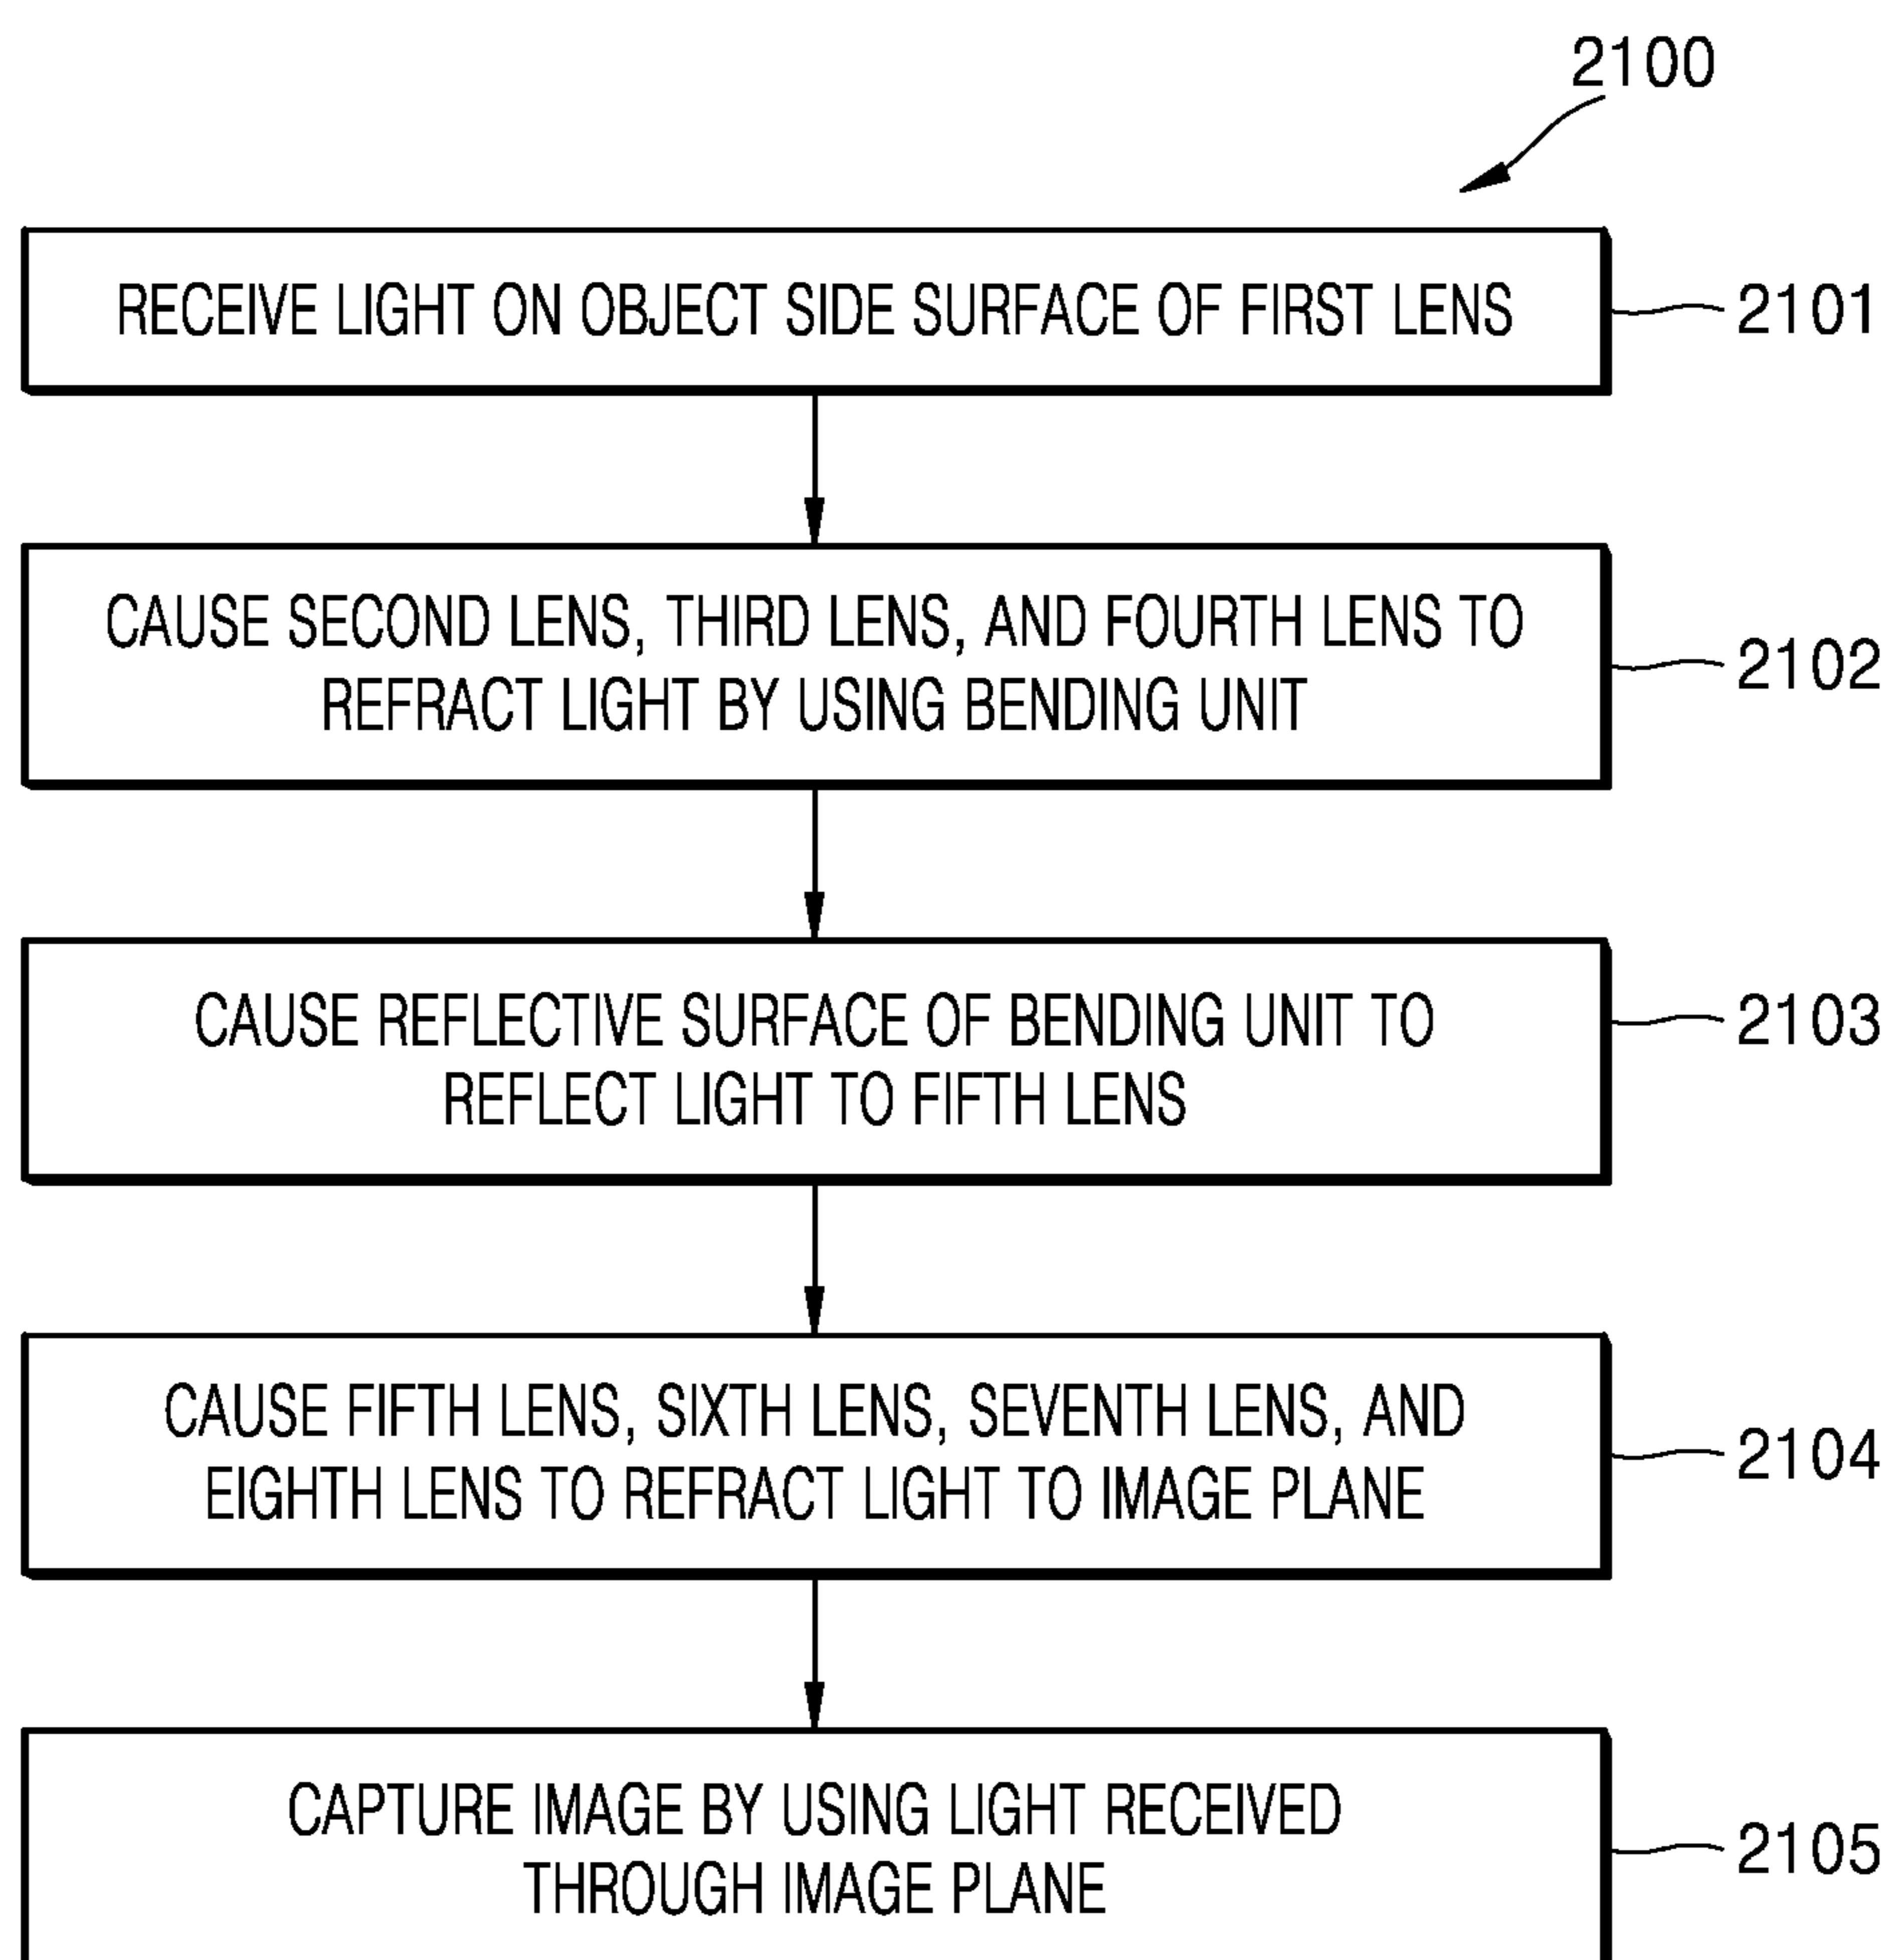 2100
RECEIVE LIGHT ON OBJECT SIDE SURFACE OF FIRST LENS
2101
CAUSE SECOND LENS, THIRD LENS, AND FOURTH LENS TO
REFRACT LIGHT BY USING BENDING UNIT
2102
CAUSE REFLECTIVE SURFACE OF BENDING UNIT TO
REFLECT LIGHT TO FIFTH LENS
2103
CAUSE FIFTH LENS, SIXTH LENS, SEVENTH LENS, AND
EIGHTH LENS TO REFRACT LIGHT TO IMAGE PLANE
2104
CAPTURE IMAGE BY USING LIGHT RECEIVED
THROUGH IMAGE PLANE
2105